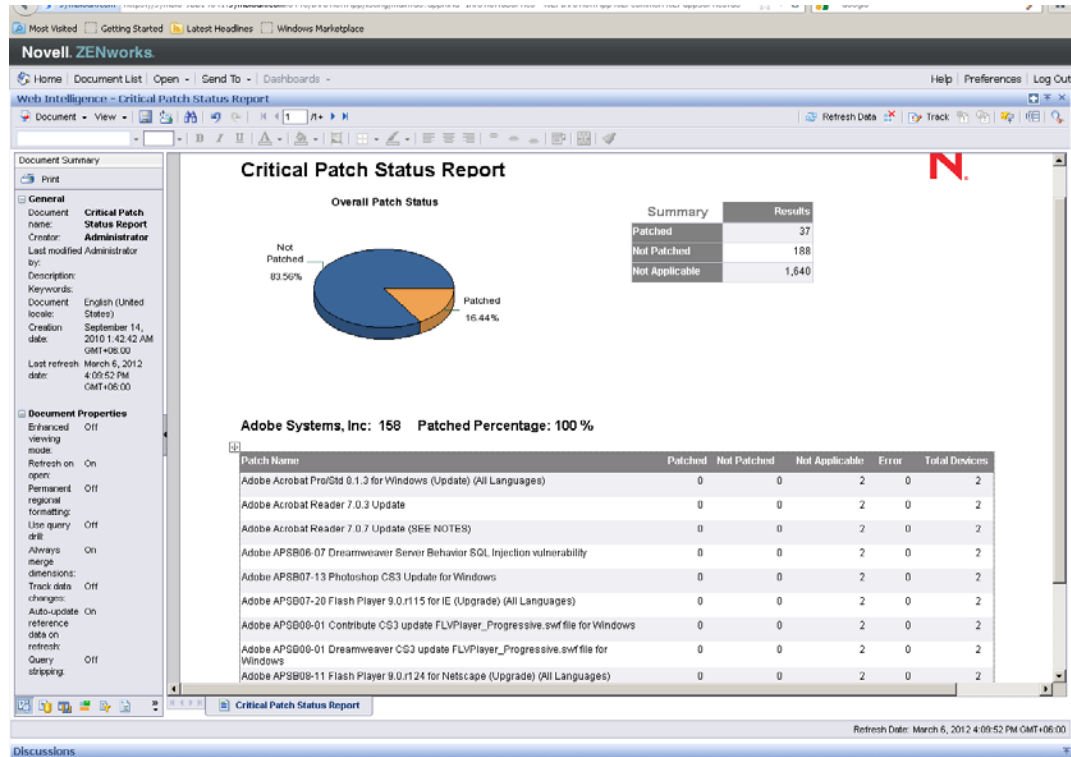 Most Visited Getting Started Latest Headlines Windows Marketplace
Novell. ZENworks.
Home Document List Open Send To Dashboards Help Preferences Log Out
Web Intelligence - Critical Patch Status Report
Document View 1 /1+ Refresh Data Track
B I U A
Document Summary
Print
General
Document name: Critical Patch Status Report
Creator: Administrator
Last modified by: Administrator
Description:
Keywords:
Document locale: English (United States)
Creation date: September 14, 2010 1:42:42 AM GMT+06:00
Last refresh date: March 6, 2012 4:09:52 PM GMT+06:00
Document Properties
Enhanced viewing mode: Off
Refresh on open: On
Permanent regional formatting: Off
Use query drill: Off
Always merge dimensions: On
Track data changes: Off
Auto-update reference data on refresh: On
Query stripping: Off
Critical Patch Status Report
N.
Overall Patch Status
Not Patched
83.56%
Patched
16.44%
Summary Results
Patched 37
Not Patched 188
Not Applicable 1,640
Adobe Systems, Inc: 158 Patched Percentage: 100 %
Patch Name Patched Not Patched Not Applicable Error Total Devices
Adobe Acrobat Pro/Std 8.1.3 for Windows (Update) (All Languages) 0 0 2 0 2
Adobe Acrobat Reader 7.0.3 Update 0 0 2 0 2
Adobe Acrobat Reader 7.0.7 Update (SEE NOTES) 0 0 2 0 2
Adobe APSB06-07 Dreamweaver Server Behavior SQL Injection vulnerability 0 0 2 0 2
Adobe APSB07-13 Photoshop CS3 Update for Windows 0 0 2 0 2
Adobe APSB07-20 Flash Player 9.0.r115 for IE (Upgrade) (All Languages) 0 0 2 0 2
Adobe APSB08-01 Contribute CS3 update FLVPlayer_Progressive.swf file for Windows 0 0 2 0 2
Adobe APSB08-01 Dreamweaver CS3 update FLVPlayer_Progressive.swf file for Windows 0 0 2 0 2
Adobe APSB08-11 Flash Player 9.0.r124 for Netscape (Upgrade) (All Languages) 0 0 2 0 2
Critical Patch Status Report
Refresh Date: March 6, 2012 4:09:52 PM GMT+06:00
Discussions